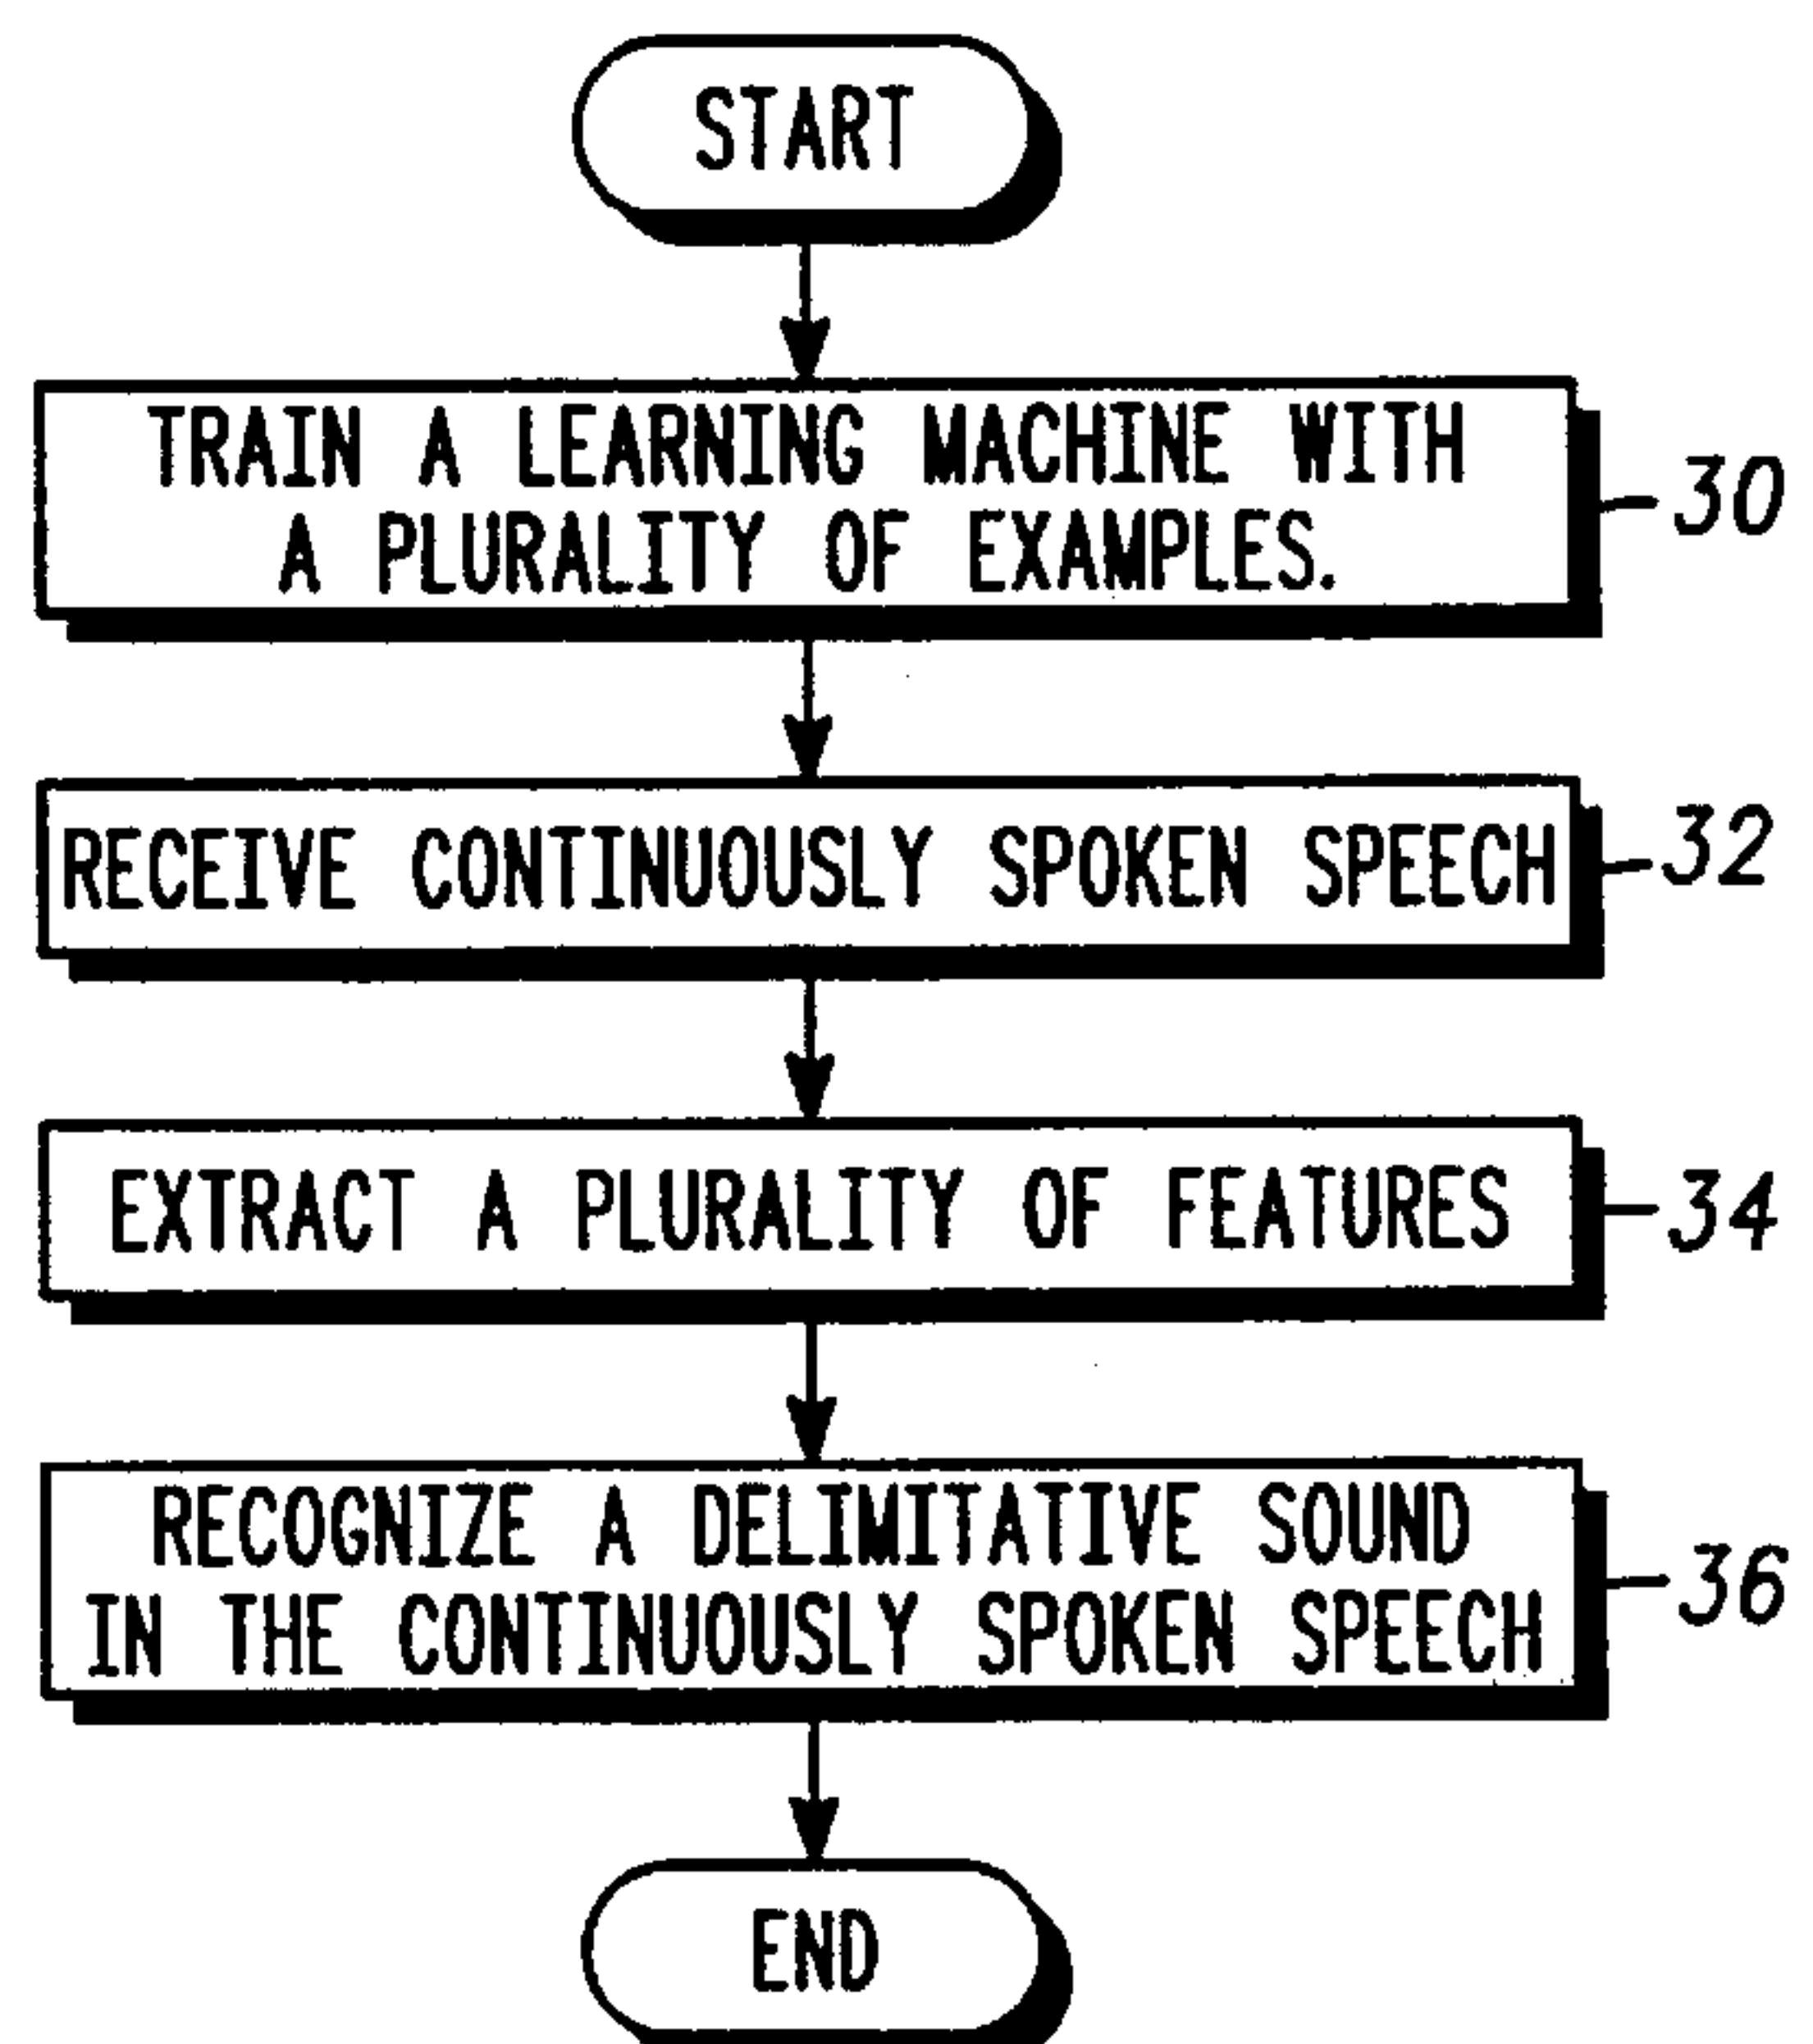 START
TRAIN A LEARNING MACHINE WITH
A PLURALITY OF EXAMPLES.
30
RECEIVE CONTINUOUSLY SPOKEN SPEECH
32
EXTRACT A PLURALITY OF FEATURES
34
RECOGNIZE A DELIMITATIVE SOUND
IN THE CONTINUOUSLY SPOKEN SPEECH
36
END